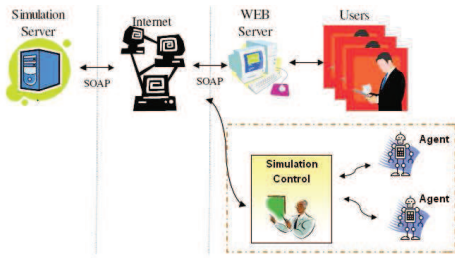 Simulation
Server
Internet
WEB
Server
Users
SOAP
SOAP
Simulation
Control
Agent
Agent